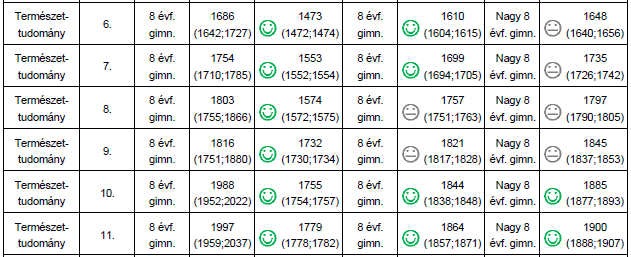 Természet-tudomány 6. 8 évf. gimn. 1686 (1642;1727) 1473 (1472;1474) 8 évf. gimn. 1610 (1604;1615) Nagy 8 évf. gimn. 1648 (1640;1656)
Természet-tudomány 7. 8 évf. gimn. 1754 (1710;1785) 1553 (1552;1554) 8 évf. gimn. 1699 (1694;1705) Nagy 8 évf. gimn. 1735 (1726;1742)
Természet-tudomány 8. 8 évf. gimn. 1803 (1755;1866) 1574 (1572;1575) 8 évf. gimn. 1757 (1751;1763) Nagy 8 évf. gimn. 1797 (1790;1805)
Természet-tudomány 9. 8 évf. gimn. 1816 (1751;1880) 1732 (1730;1734) 8 évf. gimn. 1821 (1817;1828) Nagy 8 évf. gimn. 1845 (1837;1853)
Természet-tudomány 10. 8 évf. gimn. 1988 (1952;2022) 1755 (1754;1757) 8 évf. gimn. 1844 (1838;1848) Nagy 8 évf. gimn. 1885 (1877;1893)
Természet-tudomány 11. 8 évf. gimn. 1997 (1959;2037) 1779 (1778;1782) 8 évf. gimn. 1864 (1857;1871) Nagy 8 évf. gimn. 1900 (1888;1907)